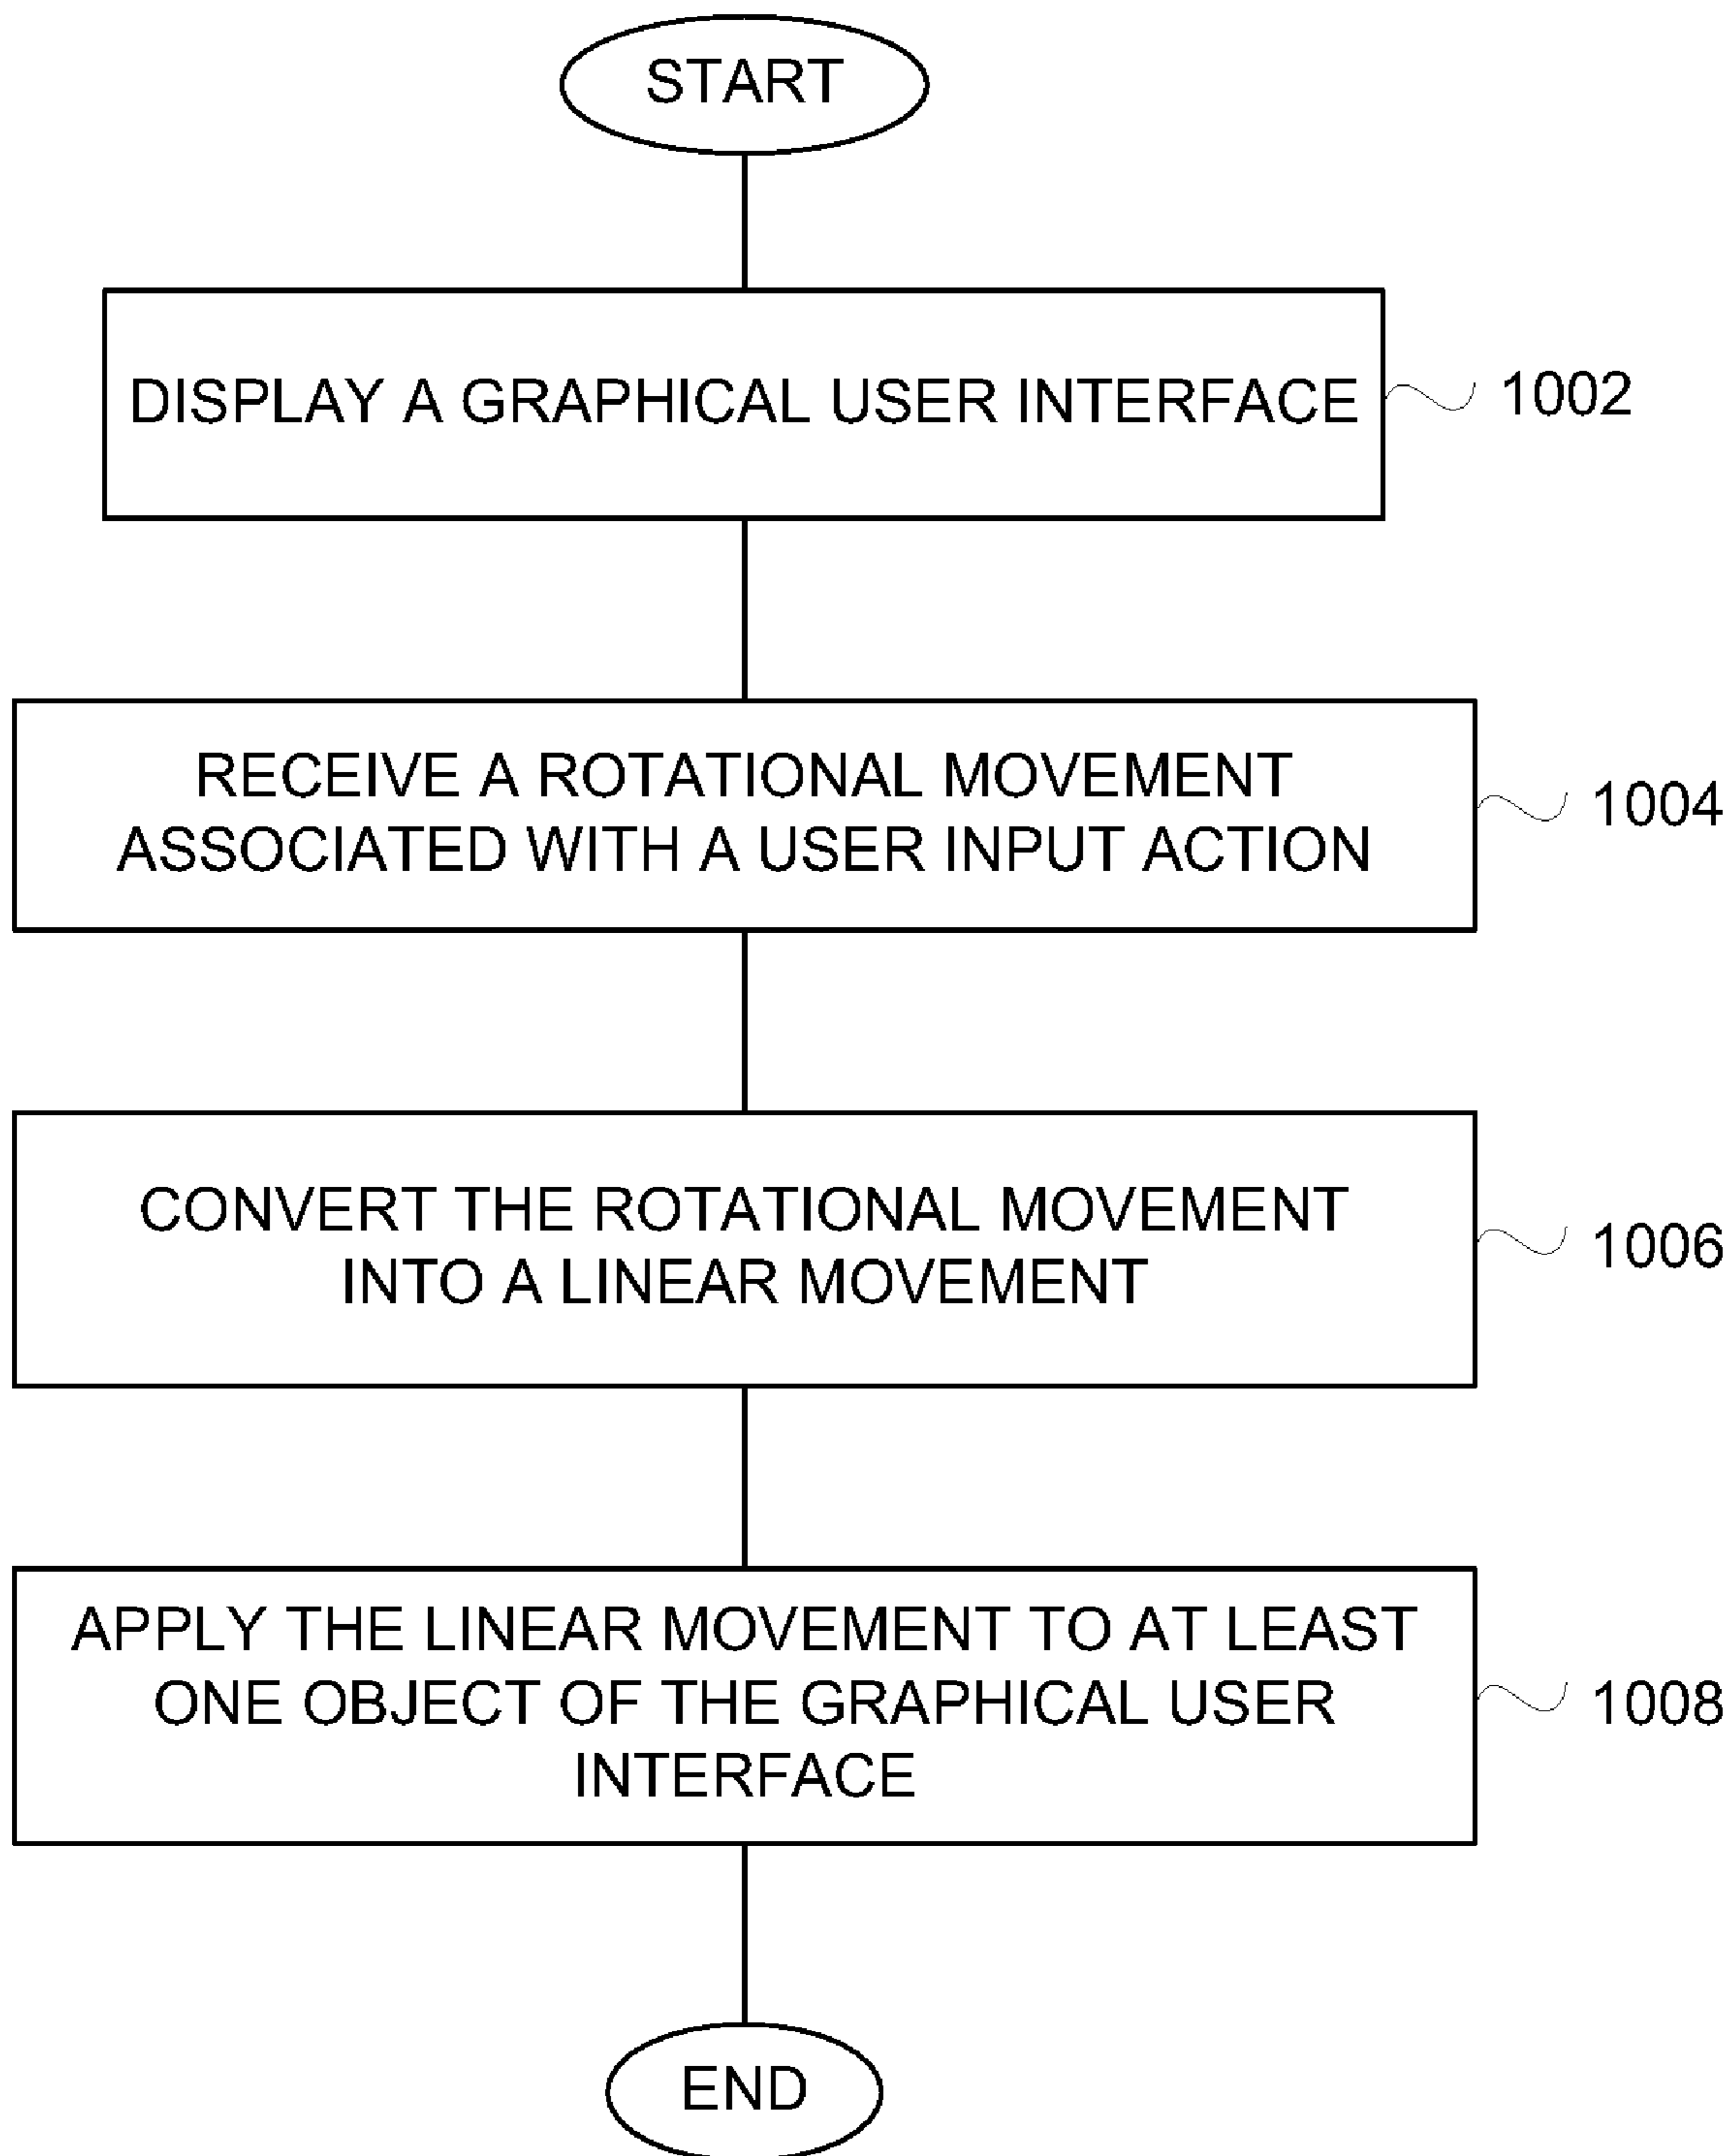 START
DISPLAY A GRAPHICAL USER INTERFACE
1002
RECEIVE A ROTATIONAL MOVEMENT
ASSOCIATED WITH A USER INPUT ACTION
1004
CONVERT THE ROTATIONAL MOVEMENT
INTO A LINEAR MOVEMENT
1006
APPLY THE LINEAR MOVEMENT TO AT LEAST
ONE OBJECT OF THE GRAPHICAL USER
INTERFACE
1008
END